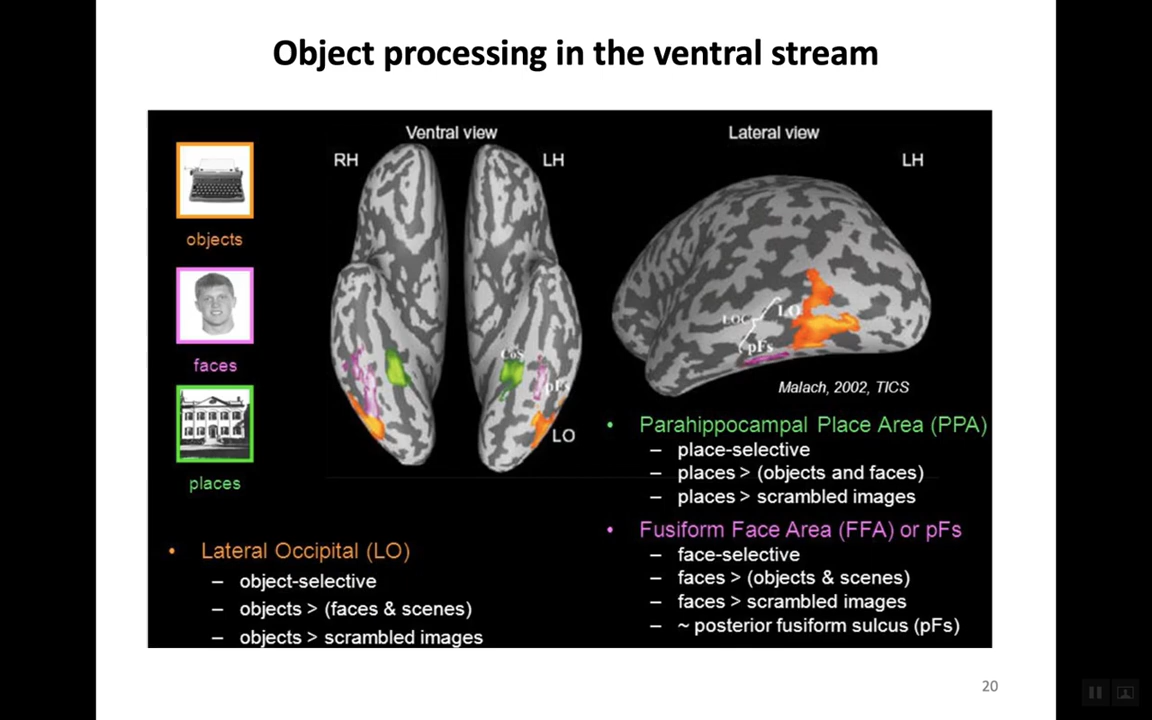 Object processing in the ventral stream
Ventral view
Lateral view
RH
LH
LH
objects
faces
places
CoS
pFs
LO
LOC
LO
pFs
Malach, 2002, TICS
• Parahippocampal Place Area (PPA)
– place-selective
– places > (objects and faces)
– places > scrambled images
• Fusiform Face Area (FFA) or pFs
– face-selective
– faces > (objects & scenes)
– faces > scrambled images
– ~ posterior fusiform sulcus (pFs)
• Lateral Occipital (LO)
– object-selective
– objects > (faces & scenes)
– objects > scrambled images
20